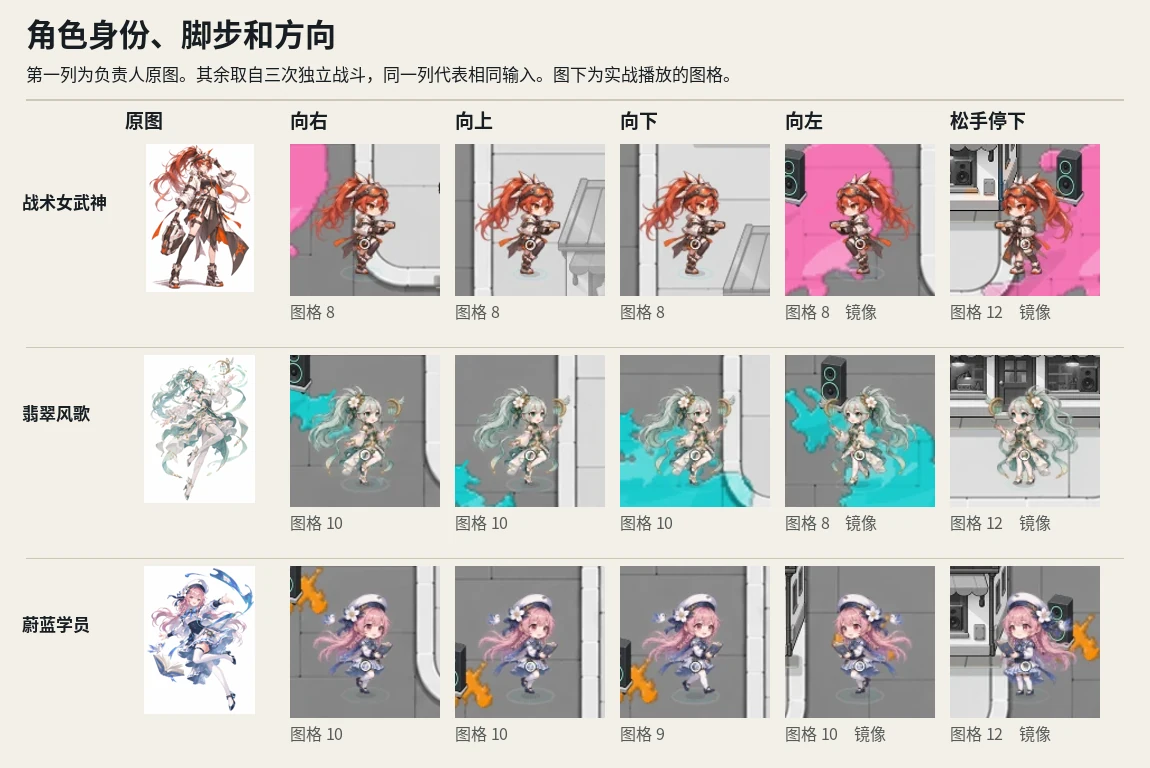 角色身份、脚步和方向
第一列为负责人原图。其余取自三次独立战斗，同一列代表相同输入。图下为实战播放的图格。
原图 向右 向上 向下 向左 松手停下
战术女武神
图格 8 图格 8 图格 8 图格 8 镜像 图格 12 镜像
翡翠风歌
图格 10 图格 10 图格 10 图格 8 镜像 图格 12 镜像
蔚蓝学员
图格 10 图格 10 图格 9 图格 10 镜像 图格 12 镜像